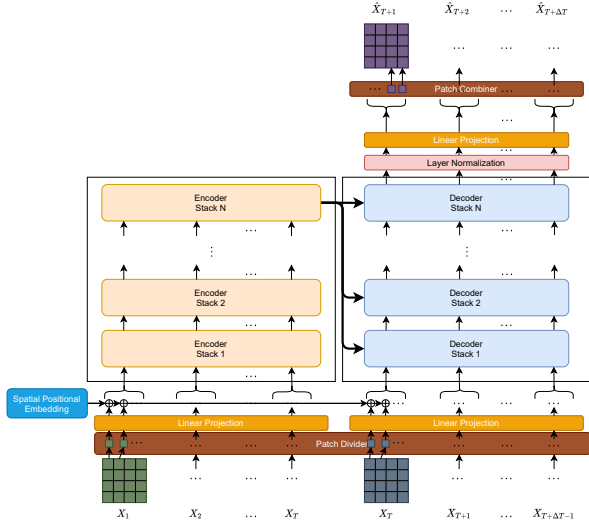 X̂_{T+1} X̂_{T+2} ... X̂_{T+ΔT}
... ... ...
... Patch Combiner ...
...
Linear Projection
...
Layer Normalization
...
Encoder
Stack N
Decoder
Stack N
... ...
⋮ ⋮
... ...
Encoder
Stack 2
Decoder
Stack 2
... ...
Encoder
Stack 1
Decoder
Stack 1
... ...
Spatial Positional
Embedding
... ... ... ... ... ...
Linear Projection Linear Projection
Patch Divider
... ... ... ... ... ...
X_1 X_2 ... X_T X_T X_{T+1} ... X_{T+ΔT-1}